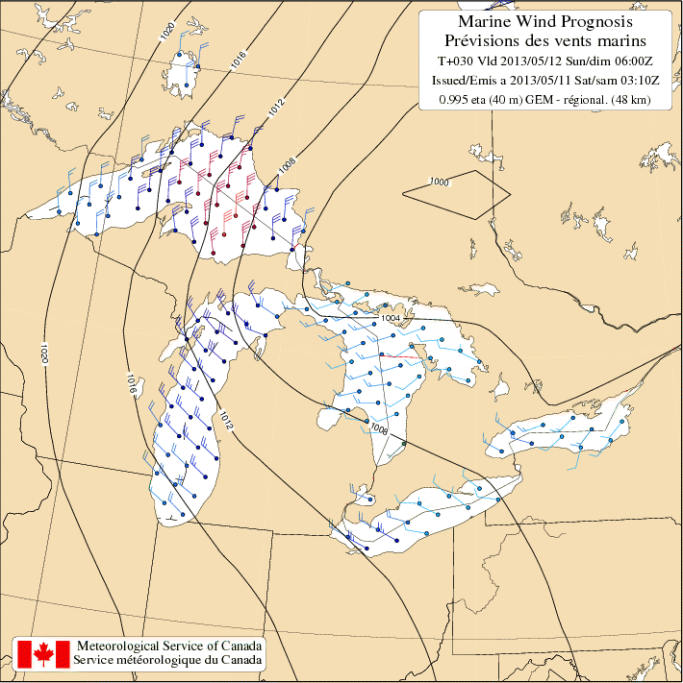 Marine Wind Prognosis
Prévisions des vents marins
T+030 Vld 2013/05/12 Sun/dim 06:00Z
Issued/Emis a 2013/05/11 Sat/sam 03:10Z
0.995 eta (40 m) GEM - régional. (48 km)
1020
1016
1012
1008
1000
1004
1020
1016
1012
1008
Meteorological Service of Canada
Service météorologique du Canada